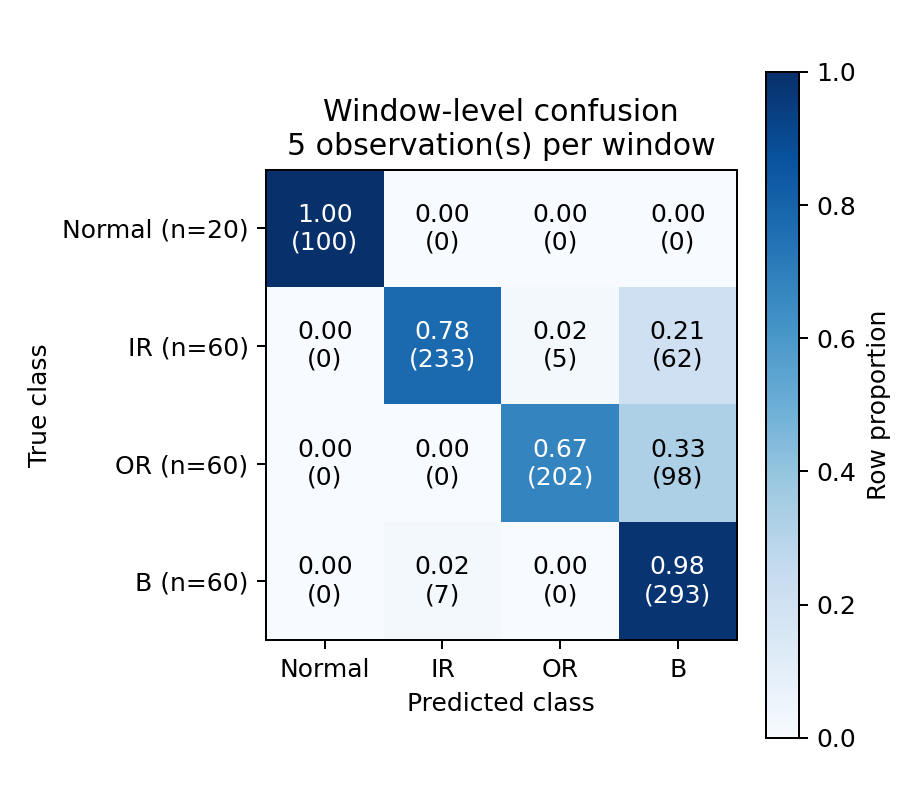 Window-level confusion
5 observation(s) per window
True class
Normal (n=20)
1.00 0.00 0.00 0.00
(100) (0) (0) (0)
IR (n=60)
0.00 0.78 0.02 0.21
(0) (233) (5) (62)
OR (n=60)
0.00 0.00 0.67 0.33
(0) (0) (202) (98)
B (n=60)
0.00 0.02 0.00 0.98
(0) (7) (0) (293)
Normal IR OR B
Predicted class
1.0
0.8
0.6
0.4
0.2
0.0
Row proportion